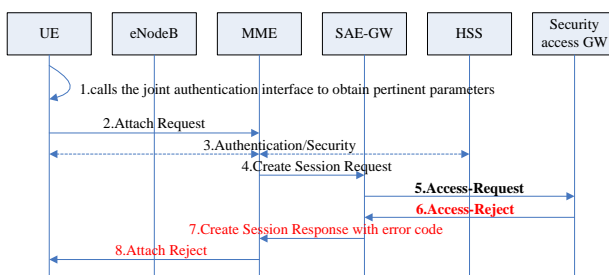 UE
eNodeB
MME
SAE-GW
HSS
Security
access GW
1.calls the joint authentication interface to obtain pertinent parameters
2.Attach Request
3.Authentication/Security
4.Create Session Request
5.Access-Request
6.Access-Reject
7.Create Session Response with error code
8.Attach Reject